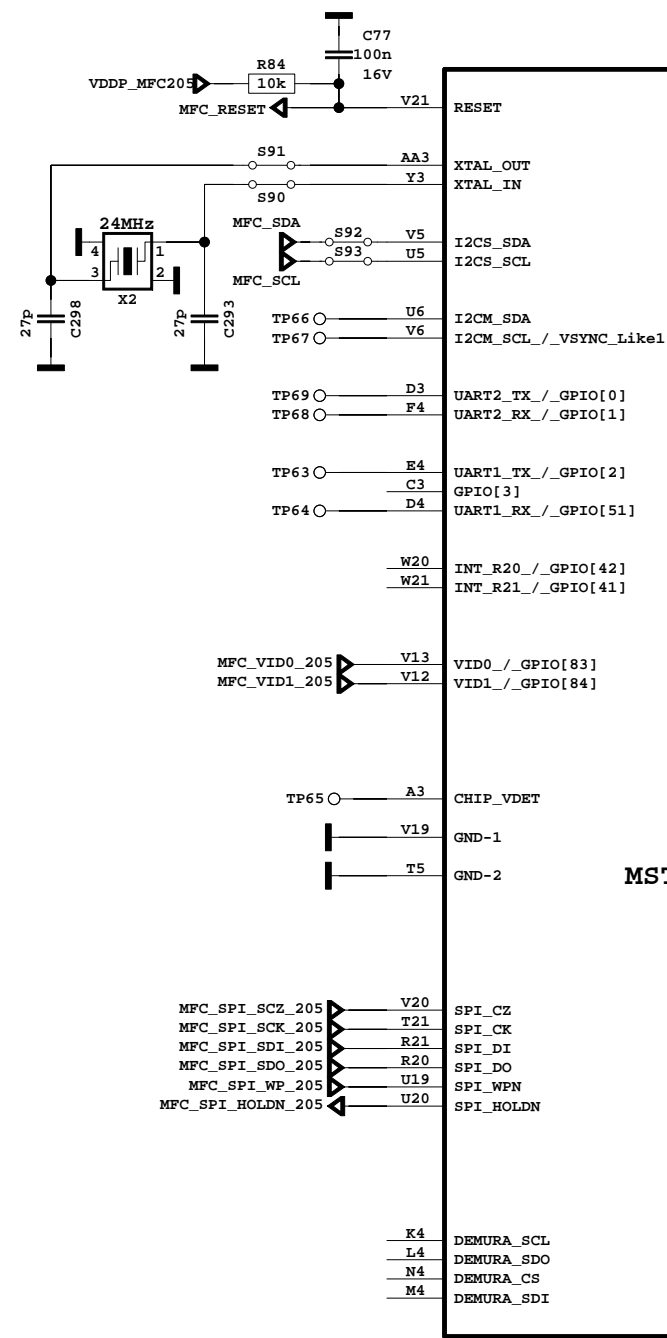 C77
100n
16V
R84
VDDP_MFC205 10k
MFC_RESET V21 RESET
S91
AA3 XTAL_OUT
Y3 XTAL_IN
S90
24MHz
4 1
3 2
X2
MFC_SDA
S92 V5 I2CS_SDA
S93 U5 I2CS_SCL
MFC_SCL
27p C298 27p C293
TP66 U6 I2CM_SDA
TP67 V6 I2CM_SCL_/_VSYNC_Like1
TP69 D3 UART2_TX_/_GPIO[0]
TP68 F4 UART2_RX_/_GPIO[1]
TP63 E4 UART1_TX_/_GPIO[2]
C3 GPIO[3]
TP64 D4 UART1_RX_/_GPIO[51]
W20 INT_R20_/_GPIO[42]
W21 INT_R21_/_GPIO[41]
MFC_VID0_205 V13 VID0_/_GPIO[83]
MFC_VID1_205 V12 VID1_/_GPIO[84]
TP65 A3 CHIP_VDET
V19 GND-1
T5 GND-2
MST
MFC_SPI_SCZ_205 V20 SPI_CZ
MFC_SPI_SCK_205 T21 SPI_CK
MFC_SPI_SDI_205 R21 SPI_DI
MFC_SPI_SDO_205 R20 SPI_DO
MFC_SPI_WP_205 U19 SPI_WPN
MFC_SPI_HOLDN_205 U20 SPI_HOLDN
K4 DEMURA_SCL
L4 DEMURA_SDO
N4 DEMURA_CS
M4 DEMURA_SDI